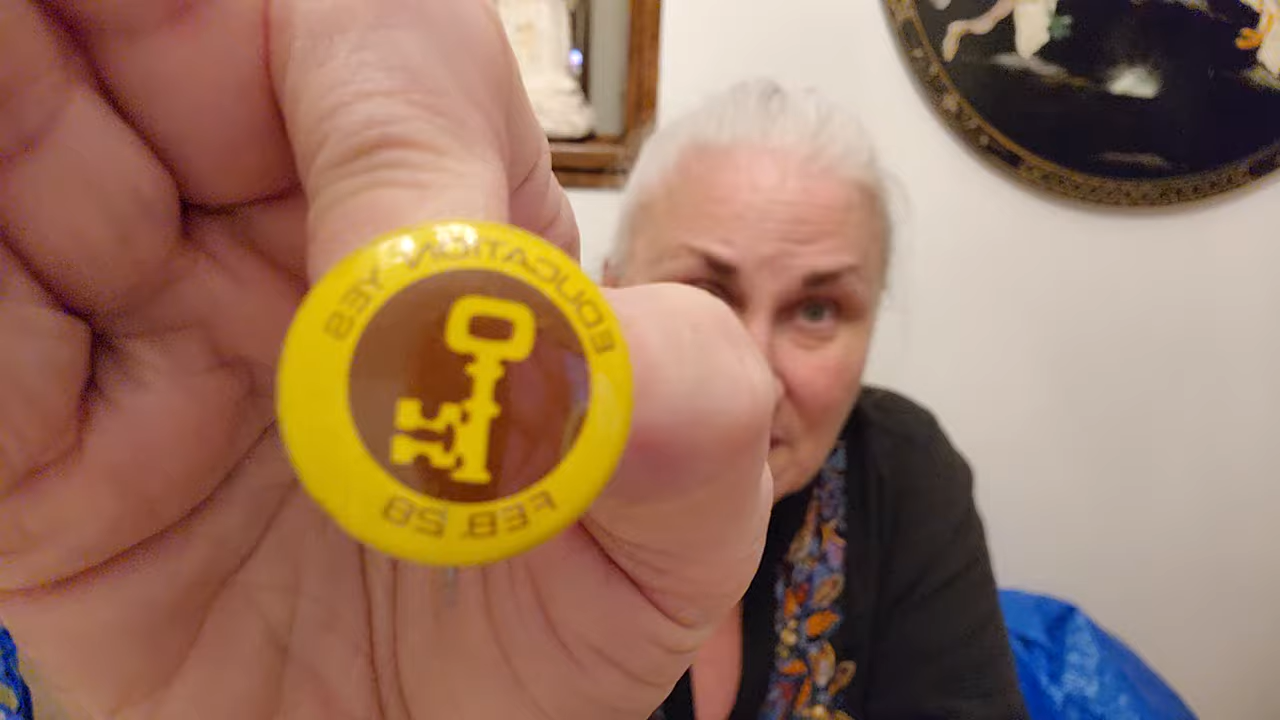 EDUCATION, YES
FEB. 28